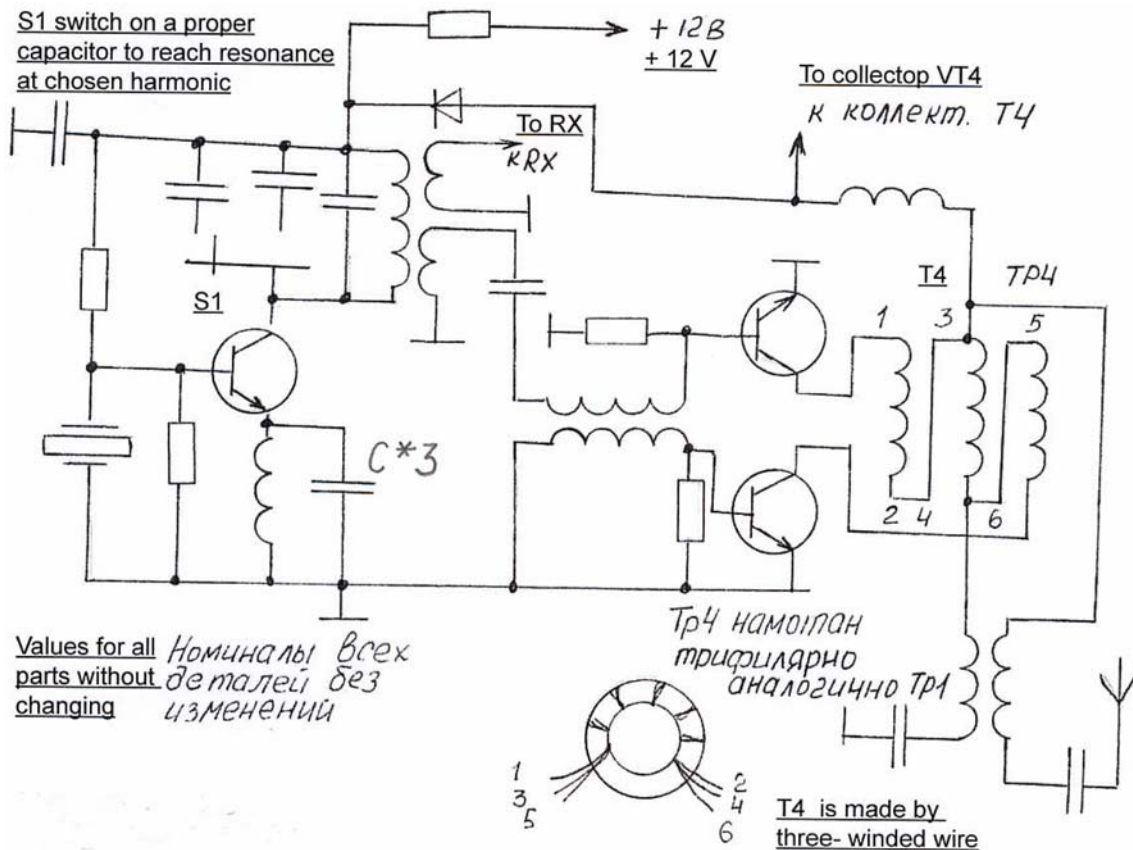 S1 switch on a proper
capacitor to reach resonance
at chosen harmonic
+ 12В
+ 12 V
To collectop VT4
к коллект. Т4
To RX
к RX
S1
T4
ТР4
1
3
5
2
4
6
C*3
Values for all
parts without
changing
Номиналы всех
деталей без
изменений
Тр4 намотан
трифилярно
аналогично Тр1
1
3
5
2
4
6
T4 is made by
three- winded wire